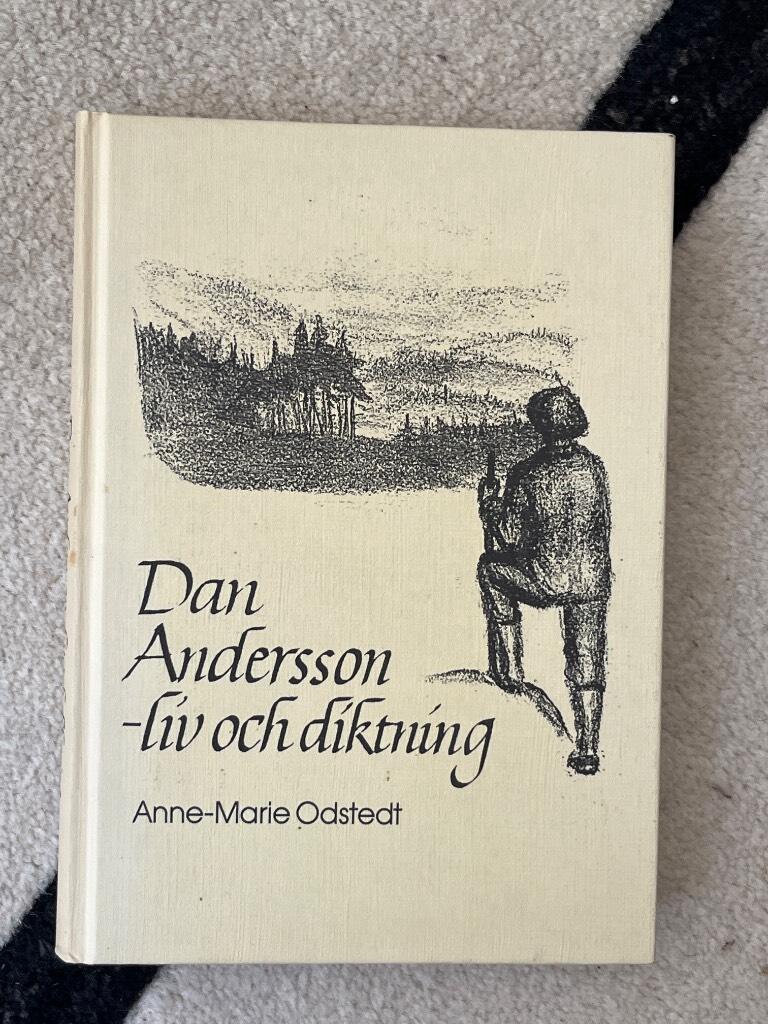 Dan
Andersson
-liv och diktning
Anne-Marie Odstedt